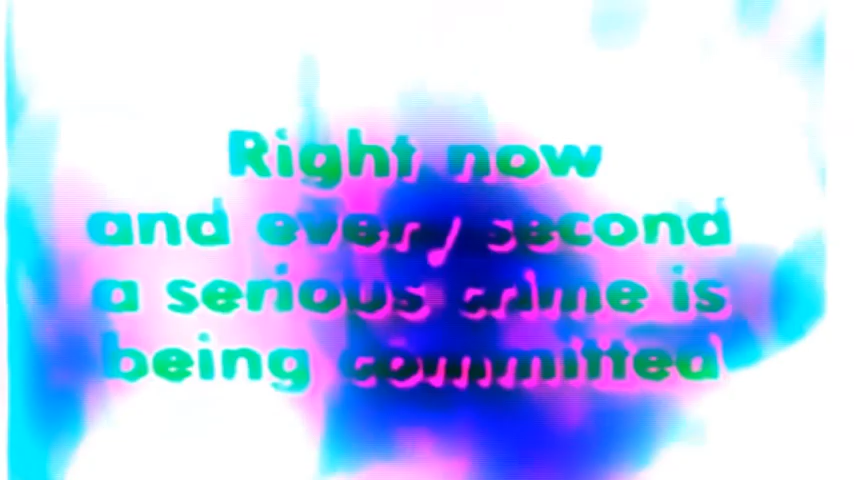 Right now
and every second
a serious crime is
being committed